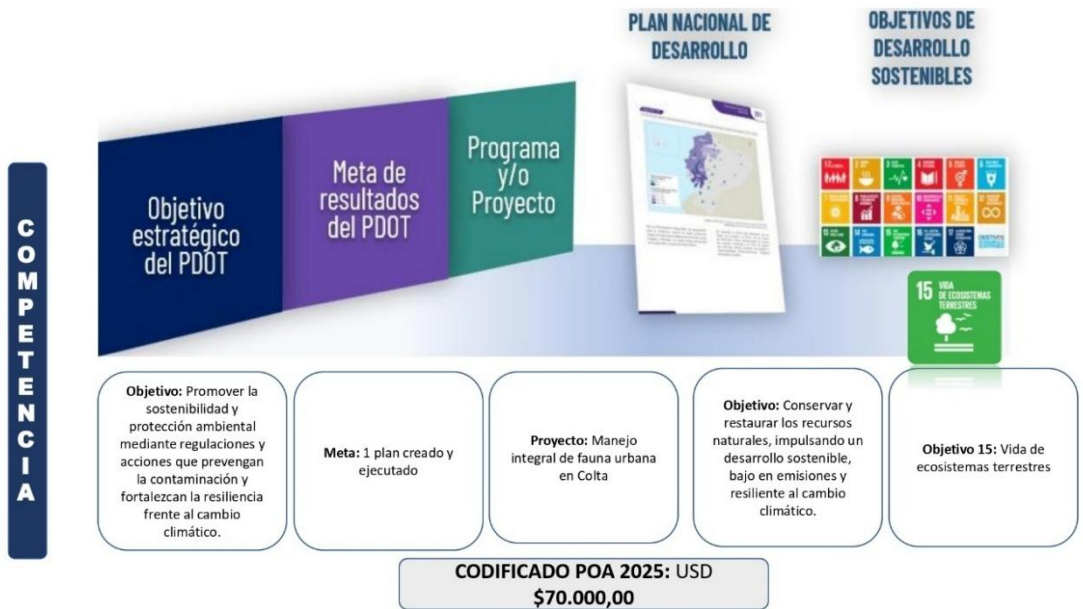 PLAN NACIONAL DE
DESARROLLO
OBJETIVOS DE
DESARROLLO
SOSTENIBLES
COMPETENCIA
Objetivo
estratégico
del PDOT
Meta de
resultados
del PDOT
Programa
y/o
Proyecto
15 VIDA
DE ECOSISTEMAS
TERRESTRES
Objetivo: Promover la
sostenibilidad y
protección ambiental
mediante regulaciones y
acciones que prevengan
la contaminación y
fortalezcan la resiliencia
frente al cambio
climático.
Meta: 1 plan creado y
ejecutado
Proyecto: Manejo
integral de fauna urbana
en Colta
Objetivo: Conservar y
restaurar los recursos
naturales, impulsando un
desarrollo sostenible,
bajo en emisiones y
resiliente al cambio
climático.
Objetivo 15: Vida de
ecosistemas terrestres
CODIFICADO POA 2025: USD
$70.000,00